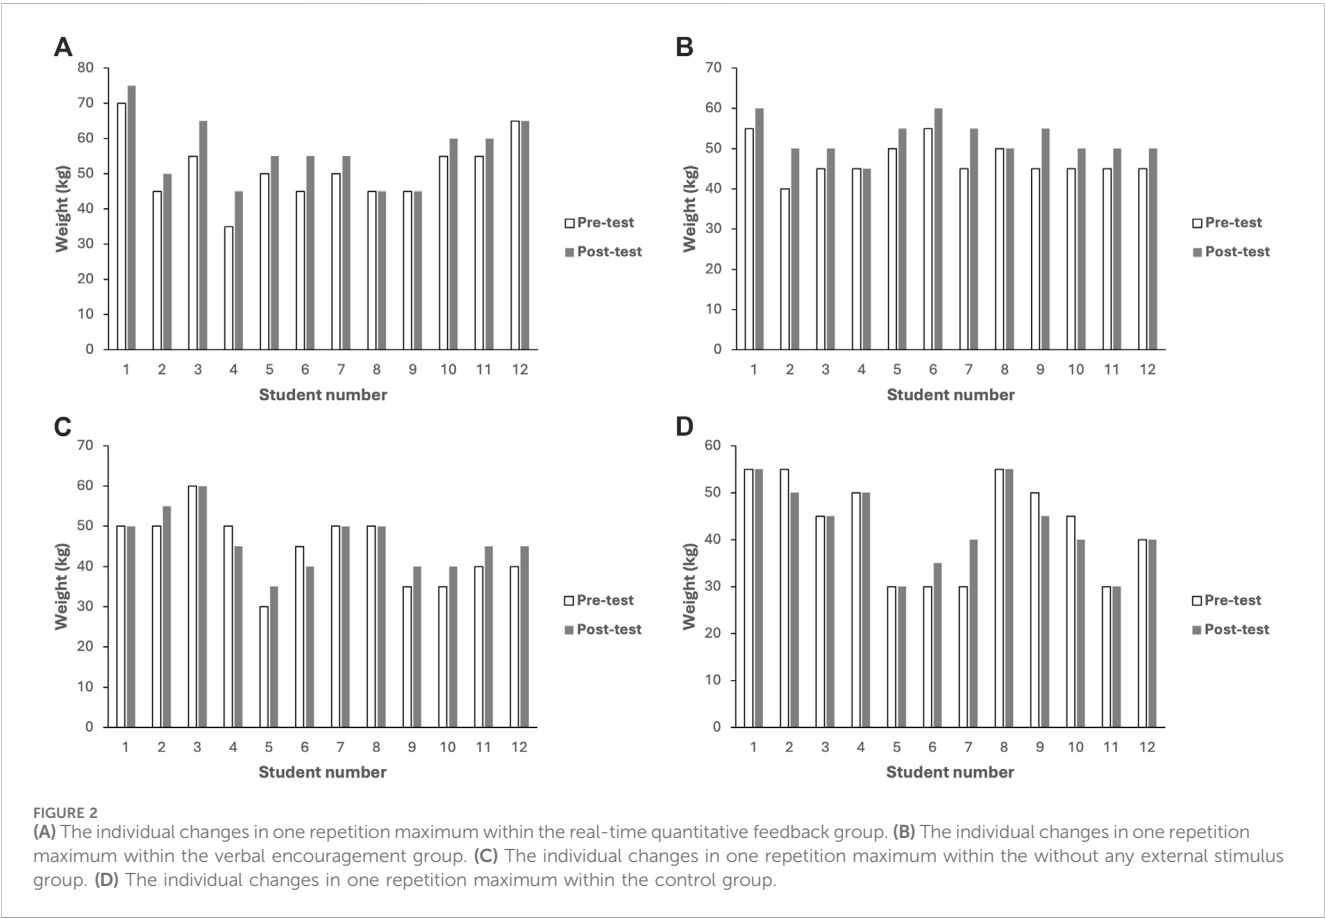 A
80
70
60
50
40
30
20
10
0
Weight (kg)
1 2 3 4 5 6 7 8 9 10 11 12
Student number
Pre-test
Post-test
B
70
60
50
40
30
20
10
0
Weight (kg)
1 2 3 4 5 6 7 8 9 10 11 12
Student number
Pre-test
Post-test
C
70
60
50
40
30
20
10
0
Weight (kg)
1 2 3 4 5 6 7 8 9 10 11 12
Student number
Pre-test
Post-test
D
60
50
40
30
20
10
0
Weight (kg)
1 2 3 4 5 6 7 8 9 10 11 12
Student number
Pre-test
Post-test
FIGURE 2
(A) The individual changes in one repetition maximum within the real-time quantitative feedback group. (B) The individual changes in one repetition
maximum within the verbal encouragement group. (C) The individual changes in one repetition maximum within the without any external stimulus
group. (D) The individual changes in one repetition maximum within the control group.